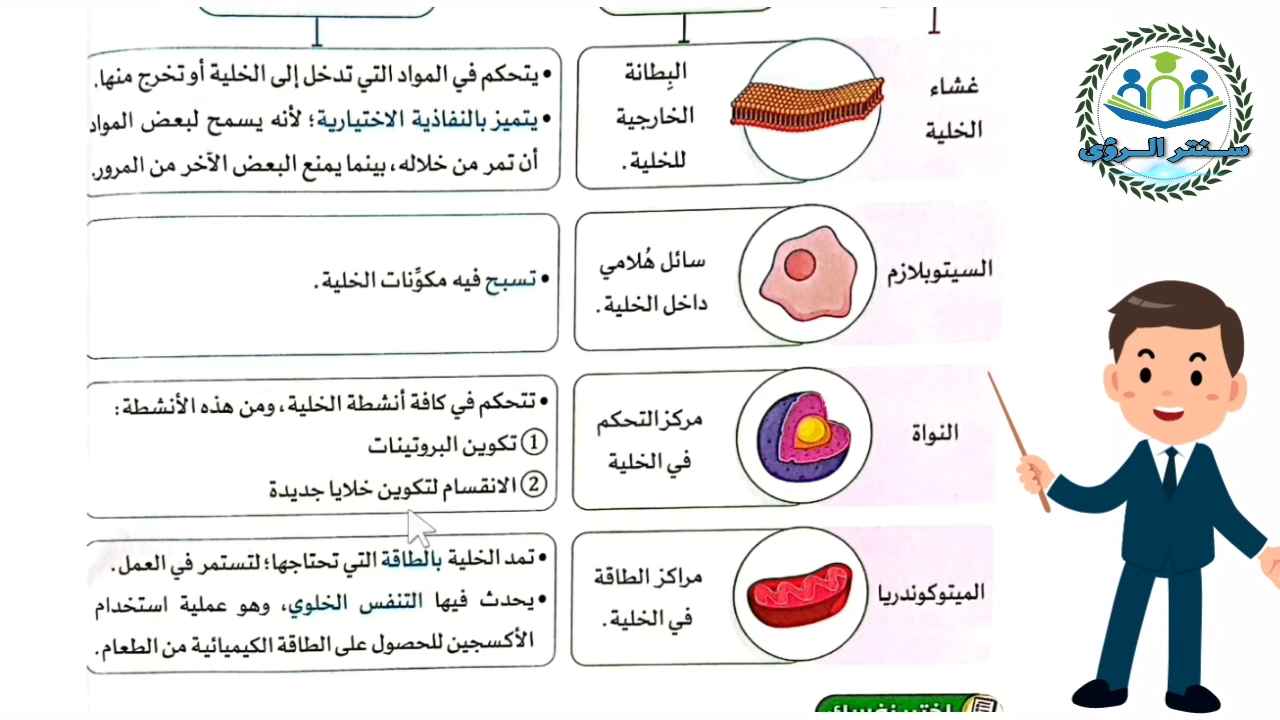 غشاء
الخلية
البِطانة
الخارجية
للخلية.
• يتحكم في المواد التي تدخل إلى الخلية أو تخرج منها.
• يتميز بالنفاذية الاختيارية؛ لأنه يسمح لبعض المواد
أن تمر من خلاله، بينما يمنع البعض الآخر من المرور.
السيتوبلازم
سائل هُلامي
داخل الخلية.
• تسبح فيه مكوِّنات الخلية.
النواة
مركز التحكم
في الخلية
• تتحكم في كافة أنشطة الخلية، ومن هذه الأنشطة:
① تكوين البروتينات
② الانقسام لتكوين خلايا جديدة
الميتوكوندريا
مراكز الطاقة
في الخلية.
• تمد الخلية بالطاقة التي تحتاجها؛ لتستمر في العمل.
• يحدث فيها التنفس الخلوي، وهو عملية استخدام
الأكسجين للحصول على الطاقة الكيميائية من الطعام.
سنتر الرؤى